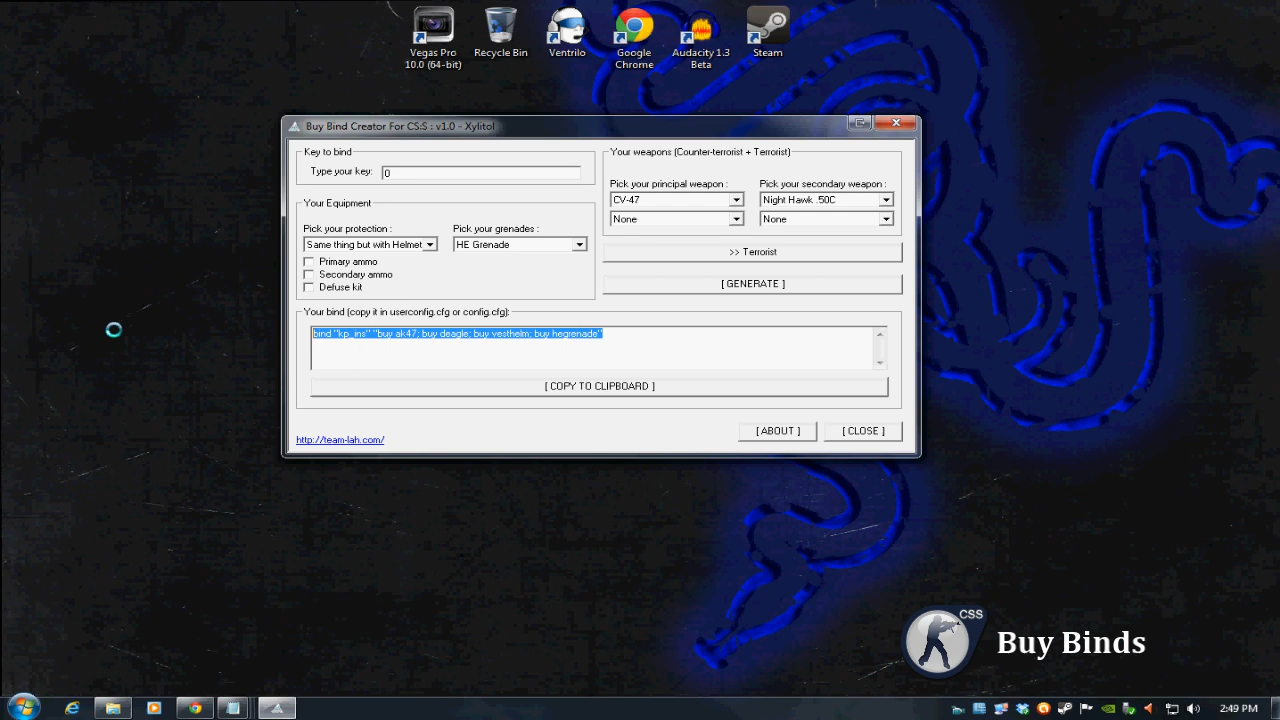 Vegas Pro 10.0 (64-bit)
Recycle Bin
Ventrilo
Google Chrome
Audacity 1.3 Beta
Steam
Buy Bind Creator For CS:S : v1.0 - Xylitol
Key to bind
Type your key:
0
Your Equipment
Pick your protection :
Pick your grenades :
Same thing but with Helmet
HE Grenade
Primary ammo
Secondary ammo
Defuse kit
Your weapons (Counter-terrorist + Terrorist)
Pick your principal weapon :
Pick your secondary weapon :
CV-47
Night Hawk .50C
None
None
>> Terrorist
[ GENERATE ]
Your bind (copy it in userconfig.cfg or config.cfg):
bind "kp_ins" "buy ak47; buy deagle; buy vesthelm; buy hegrenade"
[ COPY TO CLIPBOARD ]
http://team-lah.com/
[ ABOUT ]
[ CLOSE ]
CSS
Buy Binds
2:49 PM